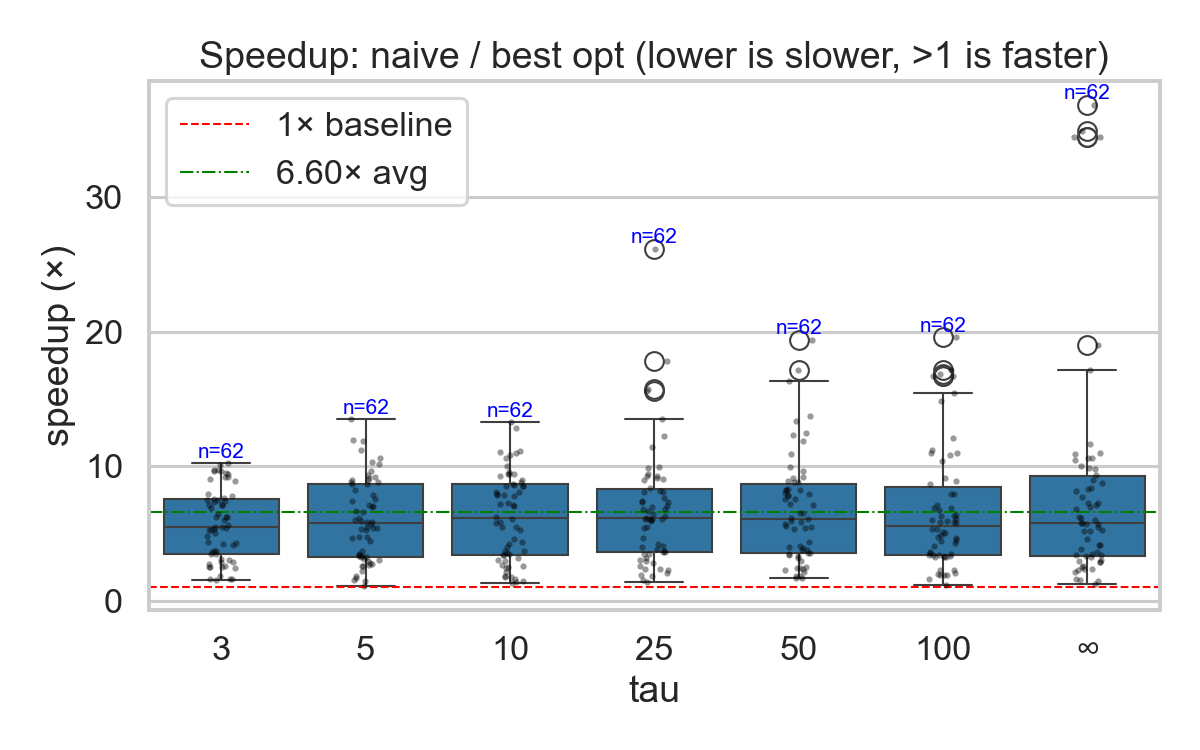 Speedup: naive / best opt (lower is slower, >1 is faster)
1× baseline
6.60× avg
n=62
n=62
n=62
n=62
n=62
n=62
n=62
speedup (×)
30
20
10
0
3 5 10 25 50 100 ∞
tau